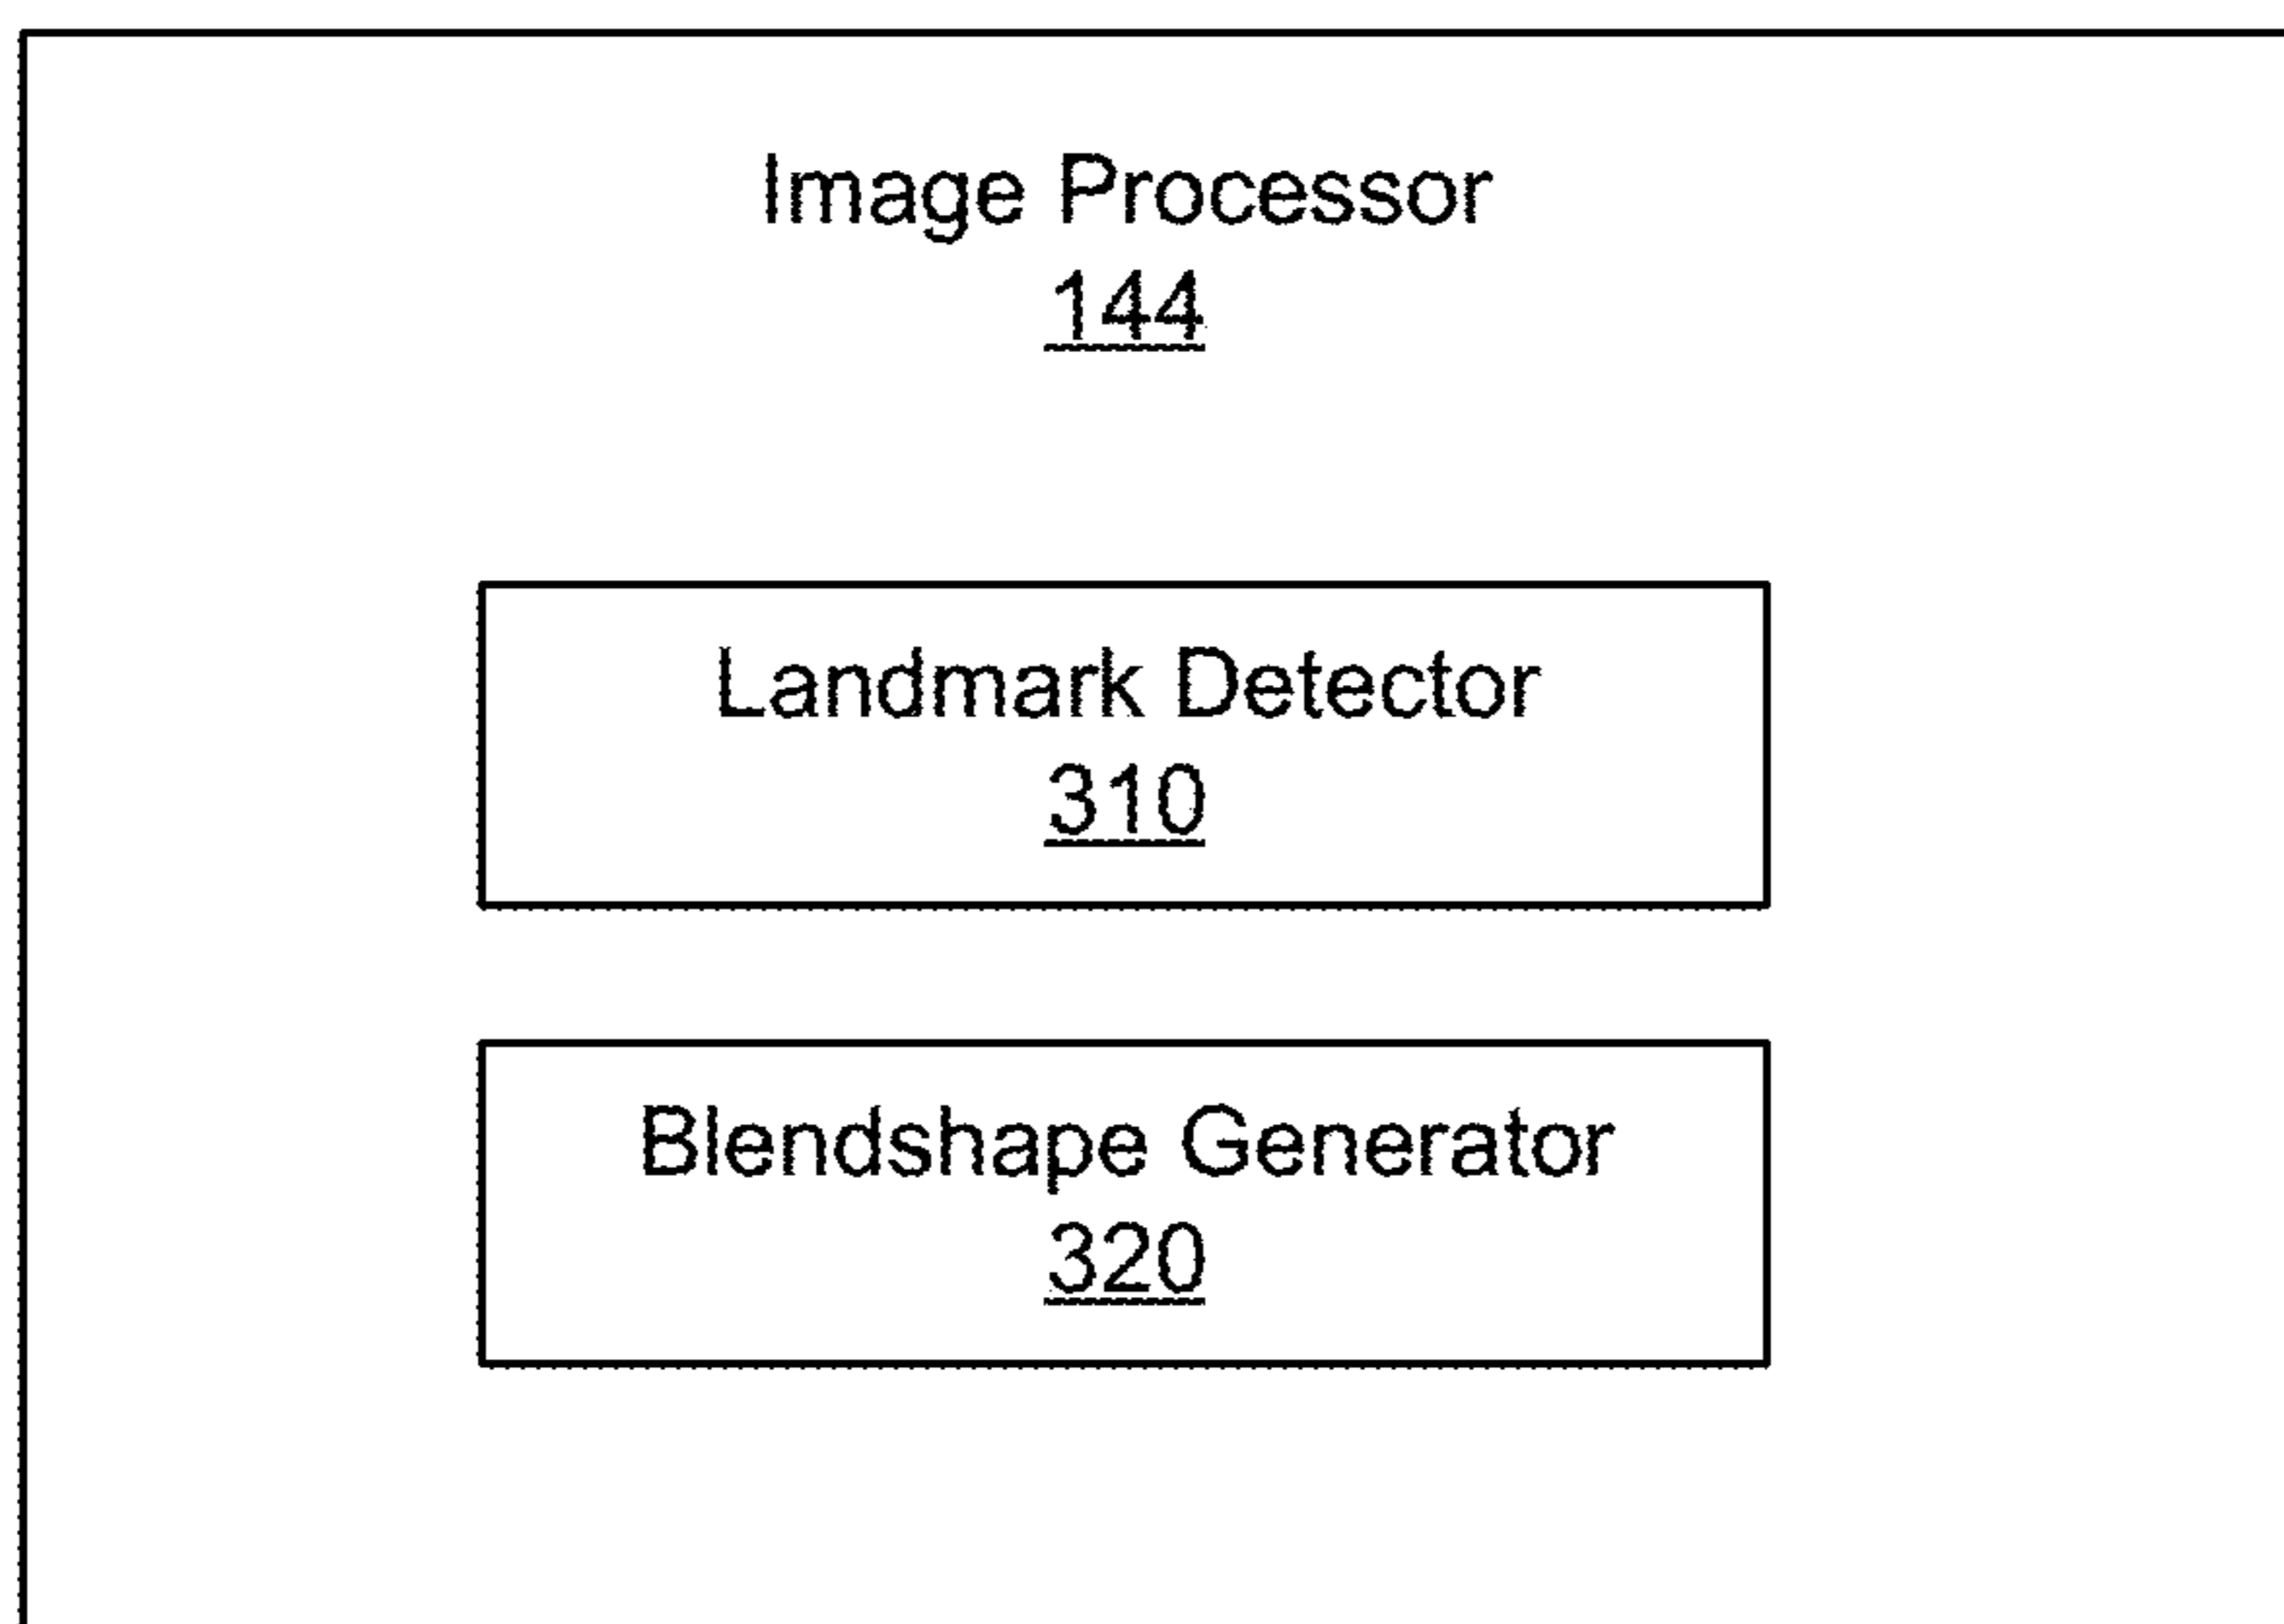 Image Processor
144
Landmark Detector
310
Blendshape Generator
320